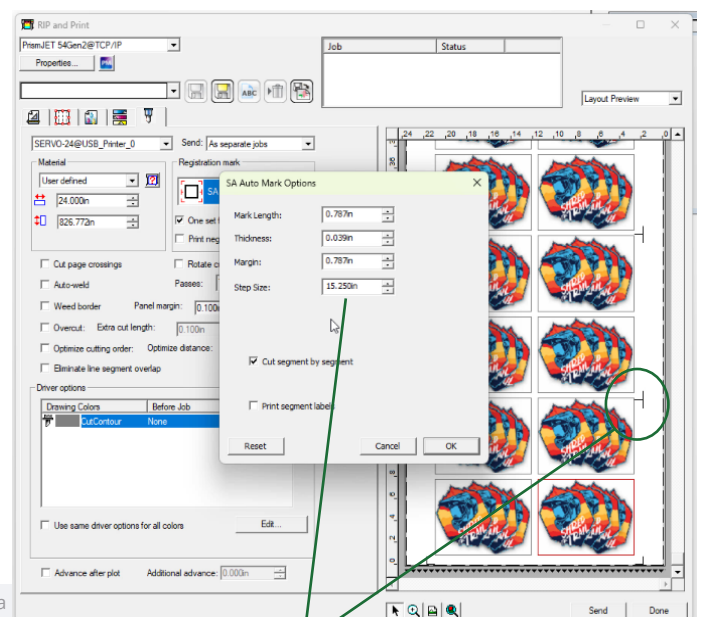 RIP and Print
PrismJET 54Gen2@TCP/IP
Properties...
Job Status
ABC
Layout Preview
SERVO-24@USB_Printer_0
Send: As separate jobs
Material
User defined
24.000in
826.772in
Registration mark
SA
One set
Print neg
24 22 20 18 16 14 12 10 8 6 4 2 0
SA Auto Mark Options
Mark Length: 0.787in
Thickness: 0.039in
Margin: 0.787in
Step Size: 15.250in
Cut segment by segment
Print segment labels
Reset Cancel OK
Cut page crossings
Rotate
Auto-weld
Passes:
Weed border
Panel margin: 0.100in
Overcut: Extra cut length: 0.100in
Optimize cutting order: Optimize distance:
Eliminate line segment overlap
Driver options
Drawing Colors Before Job
CutContour None
Use same driver options for all colors
Edit...
Advance after plot Additional advance: 0.000in
SHRED
TRAIN
Send Done